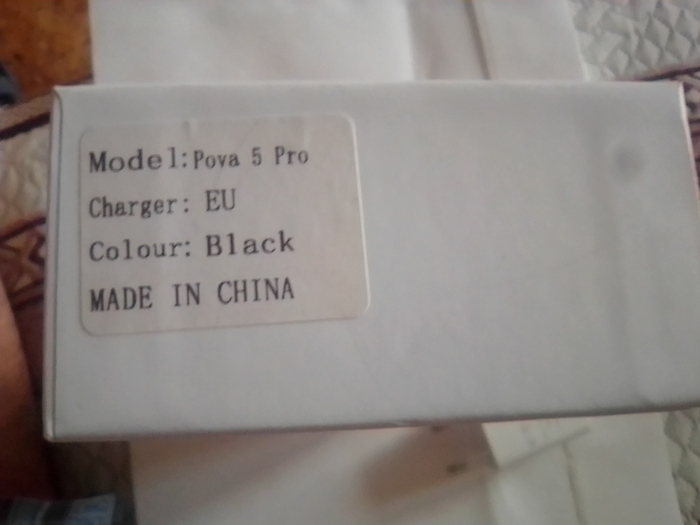 Model:Pova 5 Pro
Charger: EU
Colour: Black
MADE IN CHINA